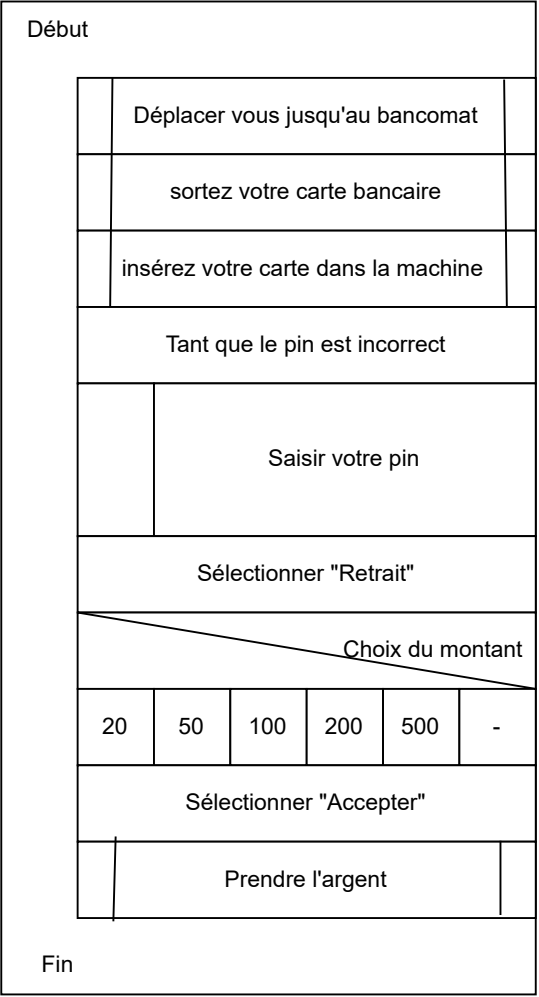 Début
Déplacer vous jusqu'au bancomat
sortez votre carte bancaire
insérez votre carte dans la machine
Tant que le pin est incorrect
Saisir votre pin
Sélectionner "Retrait"
Choix du montant
20 50 100 200 500 -
Sélectionner "Accepter"
Prendre l'argent
Fin